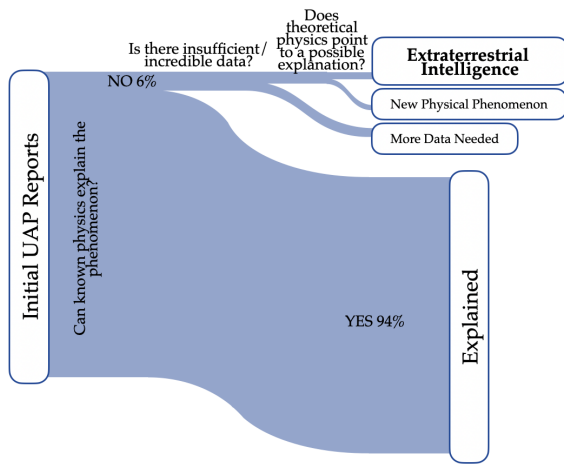 Does
theoretical
physics point
to a possible
explanation?
Is there insufficient/
incredible data?
Extraterrestrial
Intelligence
NO 6%
New Physical Phenomenon
More Data Needed
Initial UAP Reports
Can known physics explain the
phenomenon?
YES 94%
Explained